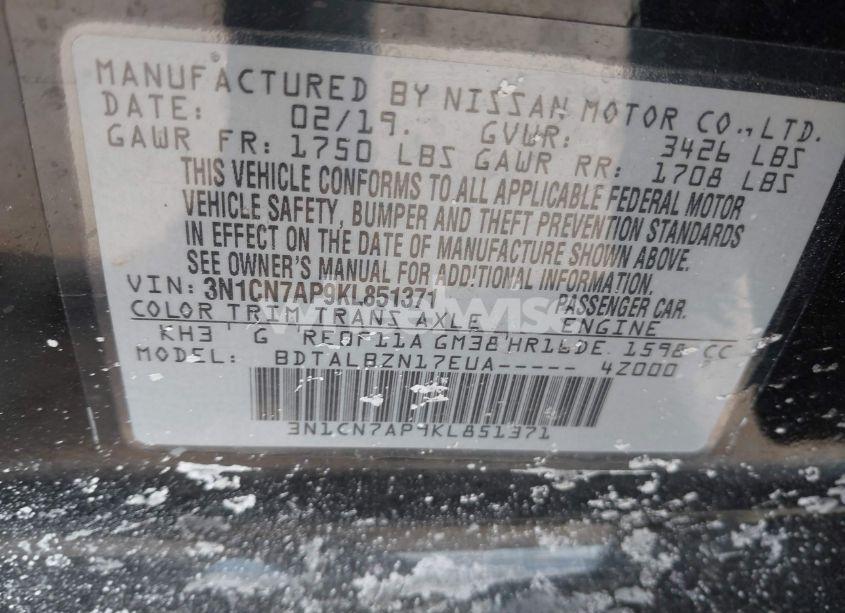 MANUFACTURED BY NISSAN MOTOR CO., LTD.
DATE: 02/19. GVWR: 3426 LBS
GAWR FR: 1750 LBS GAWR RR: 1708 LBS
THIS VEHICLE CONFORMS TO ALL APPLICABLE FEDERAL MOTOR
VEHICLE SAFETY, BUMPER AND THEFT PREVENTION STANDARDS
IN EFFECT ON THE DATE OF MANUFACTURE SHOWN ABOVE.
SEE OWNER'S MANUAL FOR ADDITIONAL INFORMATION.
VIN: 3N1CN7AP9KL851371 PASSENGER CAR.
COLOR TRIM TRANS AXLE ENGINE
KH3 G RE0F11A GM38 HR16DE 1598 CC
MODEL: BDTALBZN17EUA----- 4Z000
3N1CN7AP9KL851371